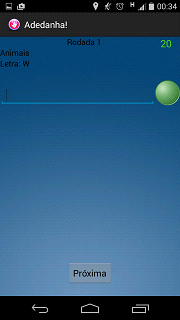 00:34
Adedanha!
Rodada 1
20
Animais
Letra: W
Próxima